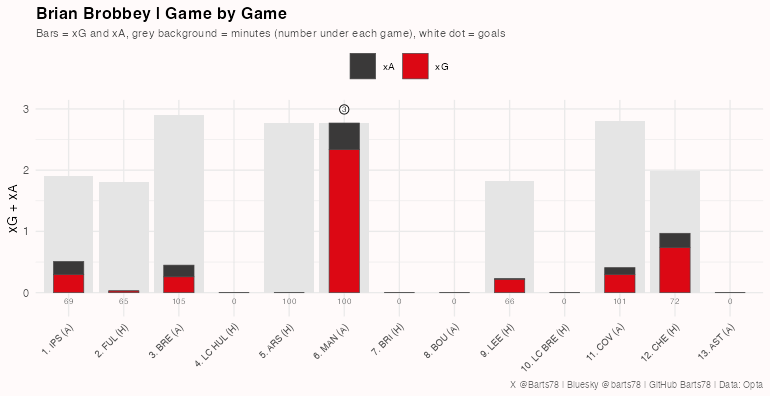 Brian Brobbey | Game by Game
Bars = xG and xA, grey background = minutes (number under each game), white dot = goals
xA xG
xG + xA
3
2
1
0
3
69 65 105 0 100 100 0 0 66 0 101 72 0
1. IPS (A)
2. FUL (H)
3. BRE (A)
4. LC HUL (H)
5. ARS (H)
6. MAN (A)
7. BRI (H)
8. BOU (A)
9. LEE (H)
10. LC BRE (H)
11. COV (A)
12. CHE (H)
13. AST (A)
X @Barts78 | Bluesky @barts78 | GitHub Barts78 | Data: Opta